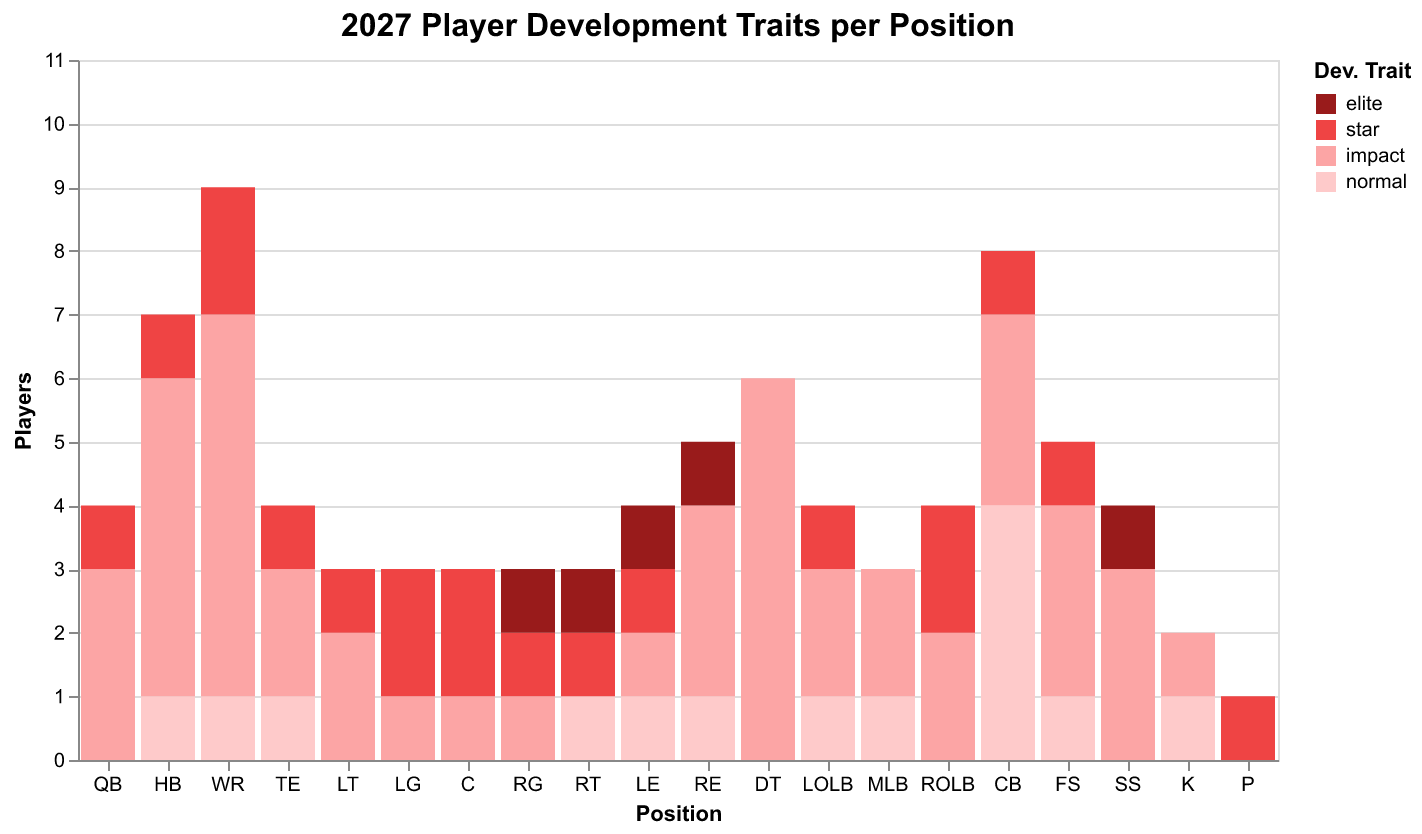 2027 Player Development Traits per Position
Dev. Trait
elite
star
impact
normal
Players
11
10
9
8
7
6
5
4
3
2
1
0
QB HB WR TE LT LG C RG RT LE RE DT LOLB MLB ROLB CB FS SS K P
Position